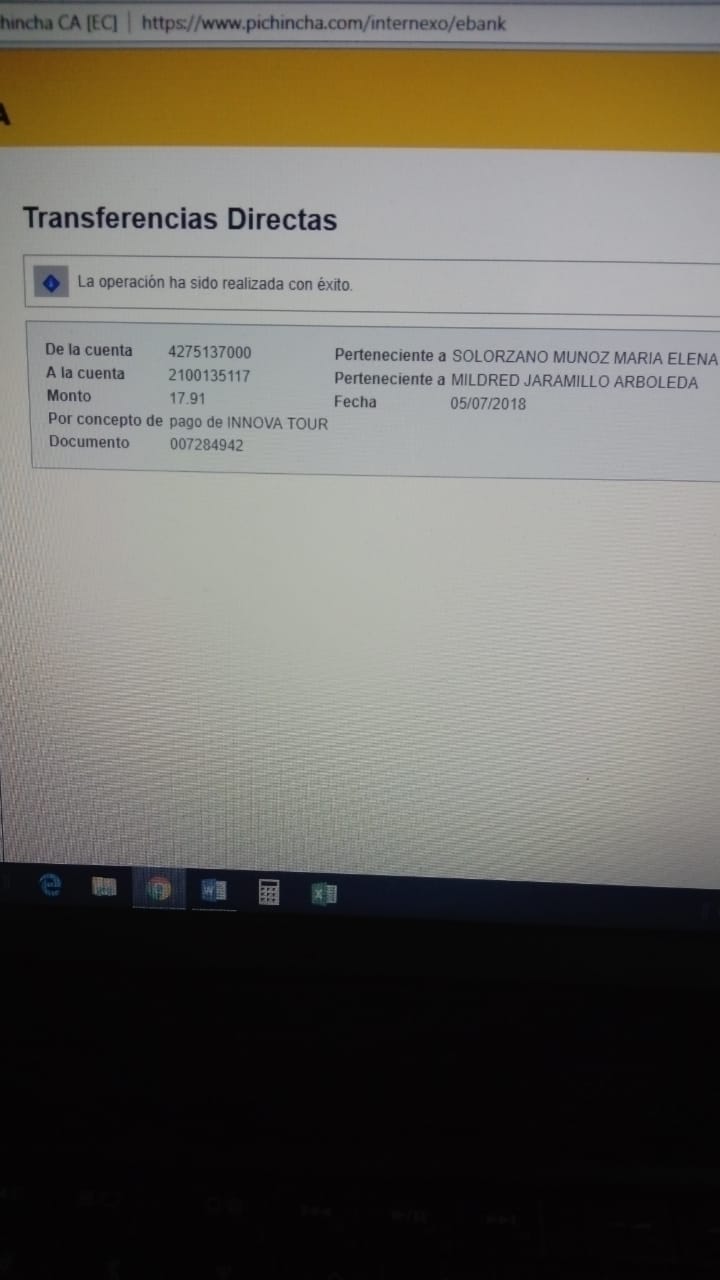 hincha CA [EC] | https://www.pichincha.com/internexo/ebank
A
Transferencias Directas
La operación ha sido realizada con éxito.
De la cuenta 4275137000 Perteneciente a SOLORZANO MUNOZ MARIA ELENA
A la cuenta 2100135117 Perteneciente a MILDRED JARAMILLO ARBOLEDA
Monto 17.91 Fecha 05/07/2018
Por concepto de pago de INNOVA TOUR
Documento 007284942